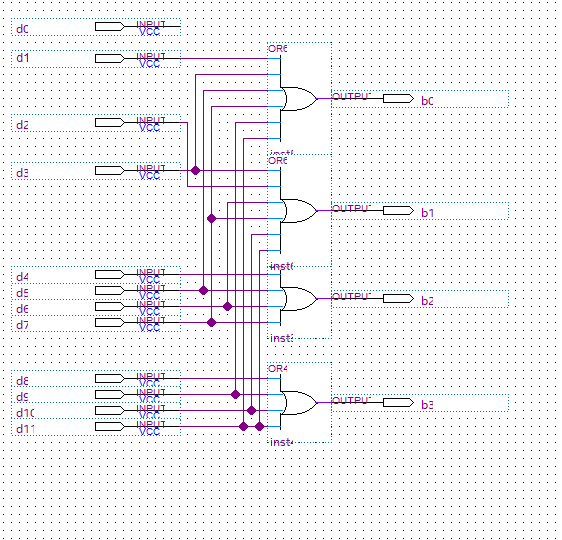 d0 INPUT VCC
OR6
d1 INPUT VCC
OUTPUT b0
d2 INPUT VCC
inst
OR6
d3 INPUT VCC
OUTPUT b1
inst
d4 INPUT VCC
d5 INPUT VCC
OUTPUT b2
d6 INPUT VCC
d7 INPUT VCC
inst
OR4
d8 INPUT VCC
d9 INPUT VCC
OUTPUT b3
d10 INPUT VCC
d11 INPUT VCC
inst